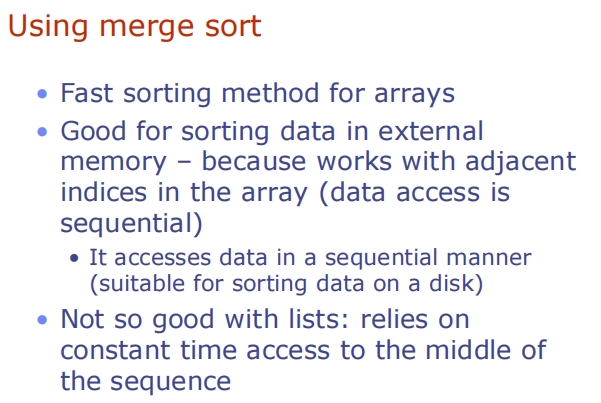 Using merge sort
• Fast sorting method for arrays
• Good for sorting data in external
memory – because works with adjacent
indices in the array (data access is
sequential)
• It accesses data in a sequential manner
(suitable for sorting data on a disk)
• Not so good with lists: relies on
constant time access to the middle of
the sequence